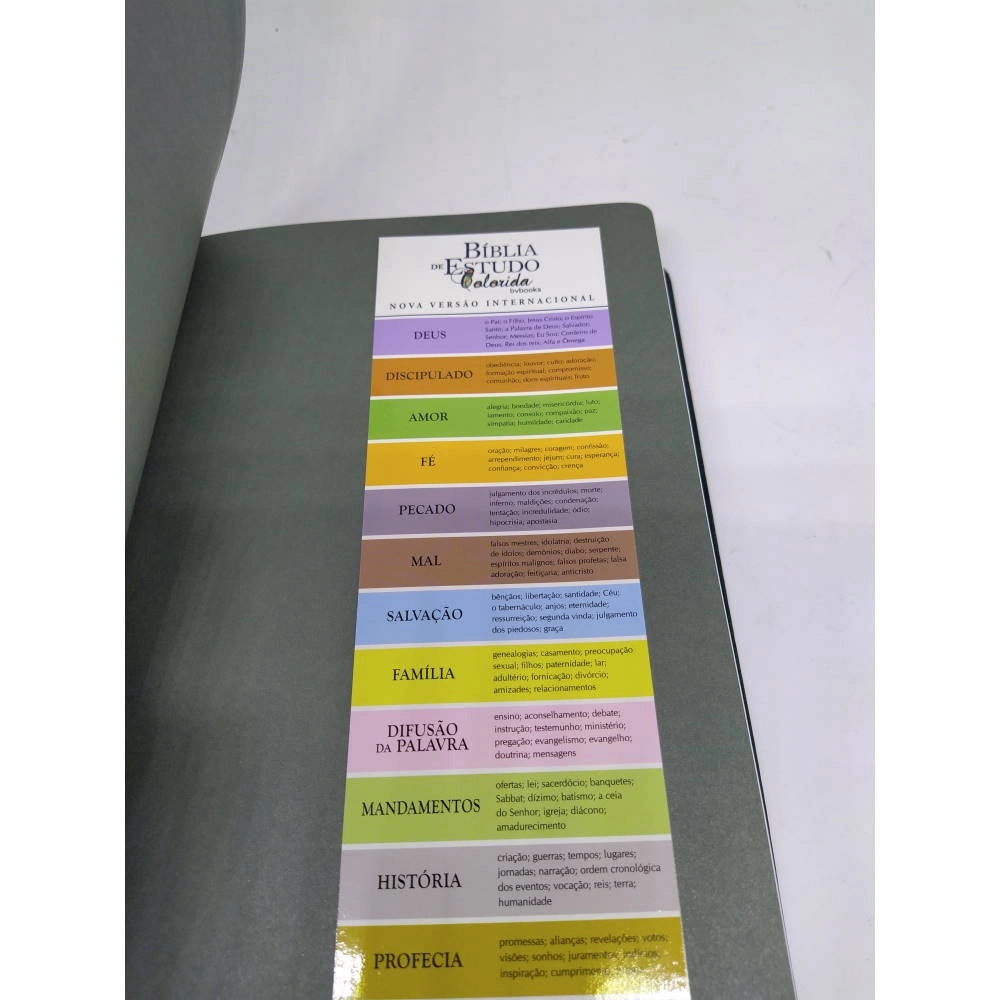 BÍBLIA
DE ESTUDO
Colorida
bvbooks
NOVA VERSÃO INTERNACIONAL
DEUS
o Pai; o Filho, Jesus Cristo; o Espírito
Santo; a Palavra de Deus; Salvador;
Senhor; Messias; Eu Sou; Cordeiro de
Deus; Rei dos reis; Alfa e Ômega
DISCIPULADO
obediência; louvor; culto; adoração;
formação espiritual; compromisso;
comunhão; dons espirituais; fruto
AMOR
alegria; bondade; misericórdia; luto;
lamento; consolo; compaixão; paz;
simpatia; humildade; caridade
FÉ
oração; milagres; coragem; confissão;
arrependimento; jejum; cura; esperança;
confiança; convicção; crença
PECADO
julgamento dos incrédulos; morte;
inferno; maldições; condenação;
tentação; incredulidade; ódio;
hipocrisia; apostasia
MAL
falsos mestres; idolatria; destruição
de ídolos; demônios; diabo; serpente;
espíritos malignos; falsos profetas; falsa
adoração; feitiçaria; anticristo
SALVAÇÃO
bênçãos; libertação; santidade; Céu;
o tabernáculo; anjos; eternidade;
ressurreição; segunda vinda; julgamento
dos piedosos; graça
FAMÍLIA
genealogias; casamento; preocupação
sexual; filhos; paternidade; lar;
adultério; fornicação; divórcio;
amizades; relacionamentos
DIFUSÃO
DA PALAVRA
ensino; aconselhamento; debate;
instrução; testemunho; ministério;
pregação; evangelismo; evangelho;
doutrina; mensagens
MANDAMENTOS
ofertas; lei; sacerdócio; banquetes;
Sabbat; dízimo; batismo; a ceia
do Senhor; igreja; diácono;
amadurecimento
HISTÓRIA
criação; guerras; tempos; lugares;
jornadas; narração; ordem cronológica
dos eventos; vocação; reis; terra;
humanidade
PROFECIA
promessas; alianças; revelações; votos;
visões; sonhos; juramentos; indícios;
inspiração; cumprimento;